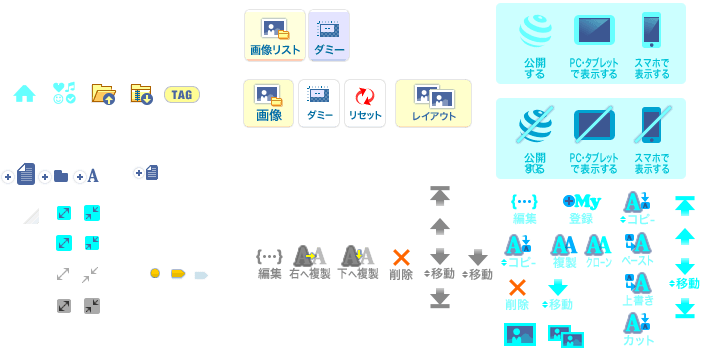 画像リスト
ダミー
公開
する
PC・タブレット
で表示する
スマホで
表示する
TAG
画像
ダミー
リセット
レイアウト
公開
する
PC・タブレット
で表示する
スマホで
表示する
A
{…}
編集
My
登録
コピー
{…}
編集
右へ複製
下へ複製
削除
移動
移動
コピー
複製
クローン
ペースト
移動
削除
移動
上書き
カット